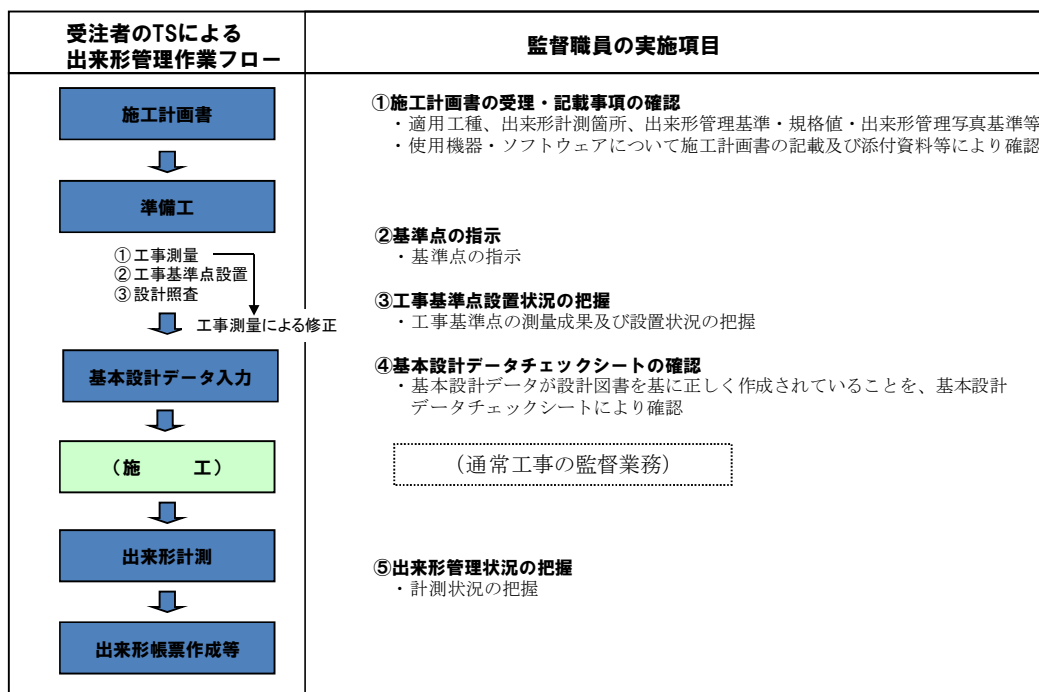 受注者のTSによる
出来形管理作業フロー
監督職員の実施項目
施工計画書
①施工計画書の受理・記載事項の確認
・適用工種、出来形計測箇所、出来形管理基準・規格値・出来形管理写真基準等
・使用機器・ソフトウェアについて施工計画書の記載及び添付資料等により確認
準備工
①工事測量
②工事基準点設置
③設計照査
工事測量による修正
②基準点の指示
・基準点の指示
③工事基準点設置状況の把握
・工事基準点の測量成果及び設置状況の把握
基本設計データ入力
④基本設計データチェックシートの確認
・基本設計データが設計図書を基に正しく作成されていることを、基本設計
データチェックシートにより確認
（施　　工）
（通常工事の監督業務）
出来形計測
⑤出来形管理状況の把握
・計測状況の把握
出来形帳票作成等